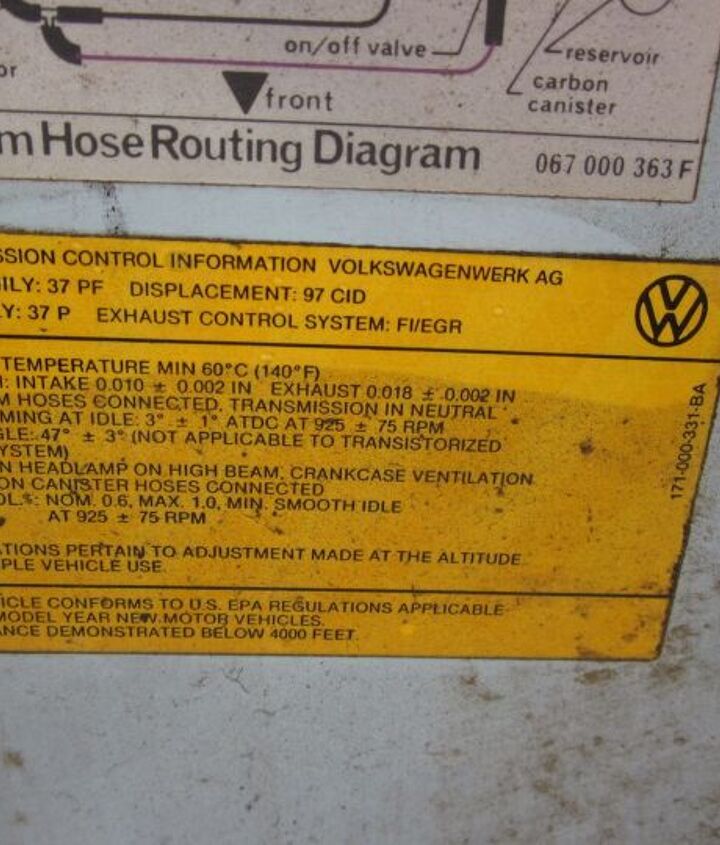 on/off valve
reservoir
or
carbon
canister
front
m Hose Routing Diagram
067 000 363 F
SSION CONTROL INFORMATION VOLKSWAGENWERK AG
ILY: 37 PF DISPLACEMENT: 97 CID
Y: 37 P EXHAUST CONTROL SYSTEM: FI/EGR
VW
TEMPERATURE MIN 60°C (140°F)
: INTAKE 0.010 ± 0.002 IN EXHAUST 0.018 ± 0.002 IN
M HOSES CONNECTED, TRANSMISSION IN NEUTRAL
MING AT IDLE: 3° ± 1° ATDC AT 925 ± 75 RPM
GLE: 47° ± 3° (NOT APPLICABLE TO TRANSISTORIZED
YSTEM)
N HEADLAMP ON HIGH BEAM, CRANKCASE VENTILATION
ON CANISTER HOSES CONNECTED
OL.%: NOM. 0.6, MAX. 1.0, MIN. SMOOTH IDLE
AT 925 ± 75 RPM
ATIONS PERTAIN TO ADJUSTMENT MADE AT THE ALTITUDE
PLE VEHICLE USE.
171-000-331-BA
ICLE CONFORMS TO U.S. EPA REGULATIONS APPLICABLE
MODEL YEAR NEW MOTOR VEHICLES.
ANCE DEMONSTRATED BELOW 4000 FEET.